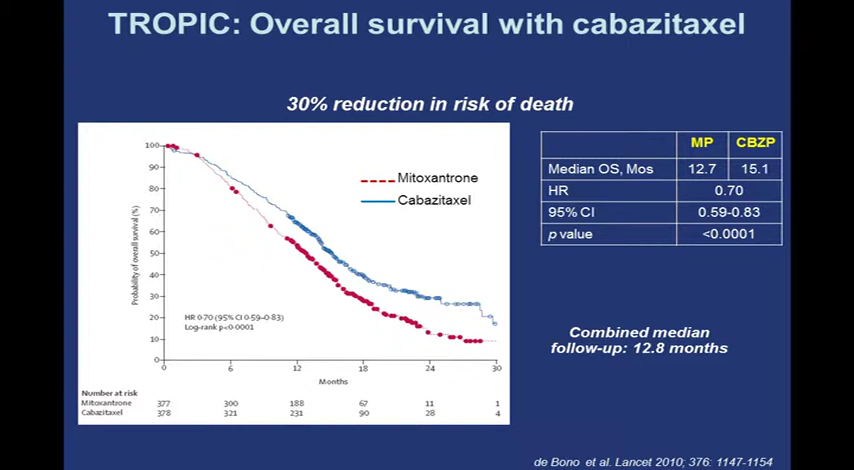 TROPIC: Overall survival with cabazitaxel
30% reduction in risk of death
Probability of overall survival (%)
100
90
80
70
60
50
40
30
20
10
0
Mitoxantrone
Cabazitaxel
HR 0·70 (95% CI 0·59–0·83)
Log-rank p<0·0001
0 6 12 18 24 30
Months
Number at risk
Mitoxantrone 377 300 188 67 11 1
Cabazitaxel 378 321 231 90 28 4
MP CBZP
Median OS, Mos 12.7 15.1
HR 0.70
95% CI 0.59-0.83
p value <0.0001
Combined median
follow-up: 12.8 months
de Bono et al. Lancet 2010; 376: 1147-1154